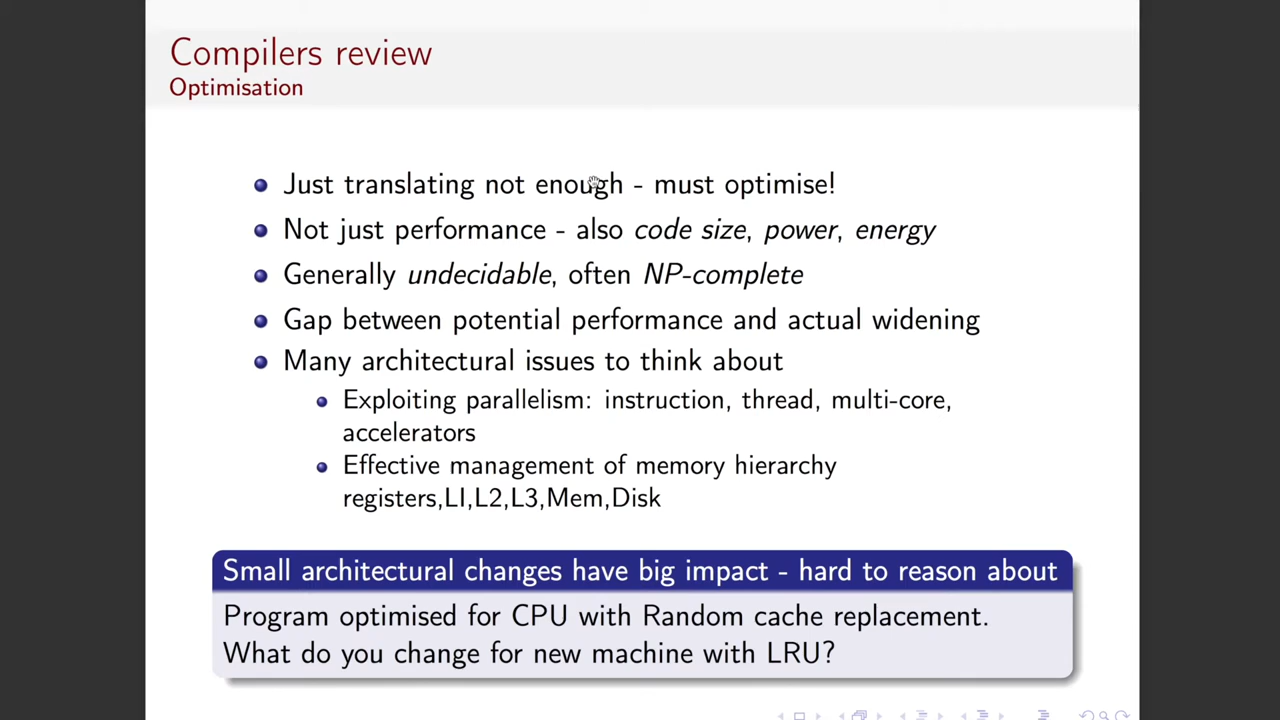 Compilers review
Optimisation
Just translating not enough - must optimise!
Not just performance - also code size, power, energy
Generally undecidable, often NP-complete
Gap between potential performance and actual widening
Many architectural issues to think about
Exploiting parallelism: instruction, thread, multi-core,
accelerators
Effective management of memory hierarchy
registers,LI,L2,L3,Mem,Disk
Small architectural changes have big impact - hard to reason about
Program optimised for CPU with Random cache replacement.
What do you change for new machine with LRU?